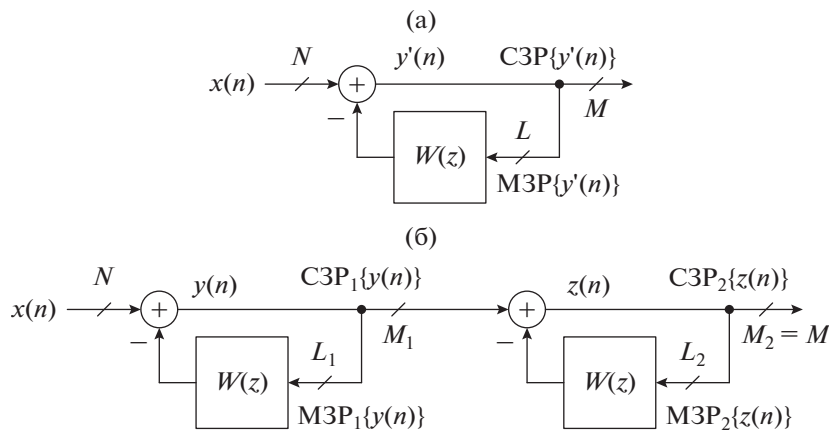 (а)
N
y'(n)
СЗР{y'(n)}
x(n)
+
M
−
L
W(z)
МЗР{y'(n)}
(б)
N
y(n)
СЗР₁{y(n)}
z(n)
СЗР₂{z(n)}
x(n)
+
M₁
+
M₂ = M
−
L₁
−
L₂
W(z)
W(z)
МЗР₁{y(n)}
МЗР₂{z(n)}